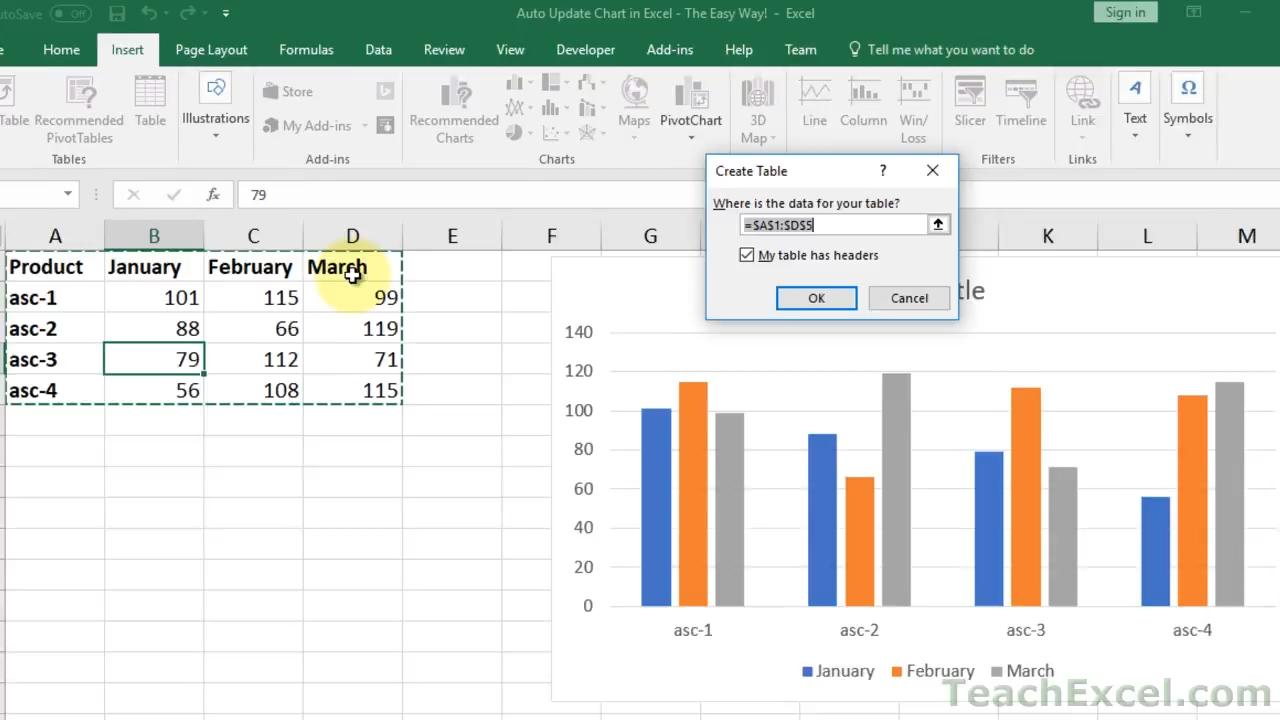 utoSave Off
Auto Update Chart in Excel - The Easy Way! - Excel
Sign in
e Home Insert Page Layout Formulas Data Review View Developer Add-ins Help Team Tell me what you want to do
Table Recommended PivotTables Table Illustrations Store My Add-ins Recommended Charts Maps PivotChart 3D Map Line Column Win/Loss Slicer Timeline Link Text Symbols
Tables Add-ins Charts Filters Links
fx 79
Create Table ?
Where is the data for your table?
=$A$1:$D$5
My table has headers
OK Cancel
A B C D E F G K L M
Product January February March
asc-1 101 115 99
asc-2 88 66 119
asc-3 79 112 71
asc-4 56 108 115
tle
140
120
100
80
60
40
20
0
asc-1 asc-2 asc-3 asc-4
January February March
TeachExcel.com